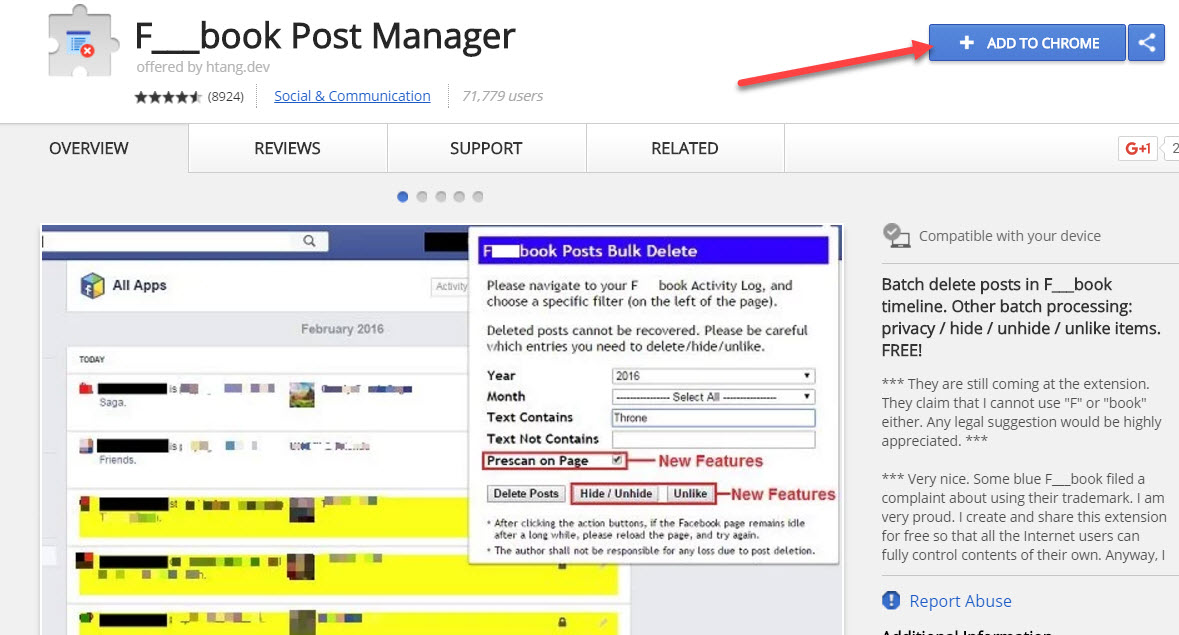 F___book Post Manager
offered by htang.dev
(8924)
Social & Communication
71,779 users
ADD TO CHROME
OVERVIEW
REVIEWS
SUPPORT
RELATED
G+1
2
All Apps
Activity
February 2016
TODAY
is
Saga.
is
Friends.
F book Posts Bulk Delete
Please navigate to your F book Activity Log, and
choose a specific filter (on the left of the page).
Deleted posts cannot be recovered. Please be careful
which entries you need to delete/hide/unlike.
Year 2016
Month ---------------- Select All ----------------
Text Contains Throne
Text Not Contains
Prescan on Page New Features
Delete Posts Hide / Unhide Unlike New Features
* After clicking the action buttons, if the Facebook page remains idle
after a long while, please reload the page, and try again.
* The author shall not be responsible for any loss due to post deletion.
Compatible with your device
Batch delete posts in F___book
timeline. Other batch processing:
privacy / hide / unhide / unlike items.
FREE!
*** They are still coming at the extension.
They claim that I cannot use "F" or "book"
either. Any legal suggestion would be highly
appreciated. ***
*** Very nice. Some blue F___book filed a
complaint about using their trademark. I am
very proud. I create and share this extension
for free so that all the Internet users can
fully control contents of their own. Anyway, I
Report Abuse
Additional Information